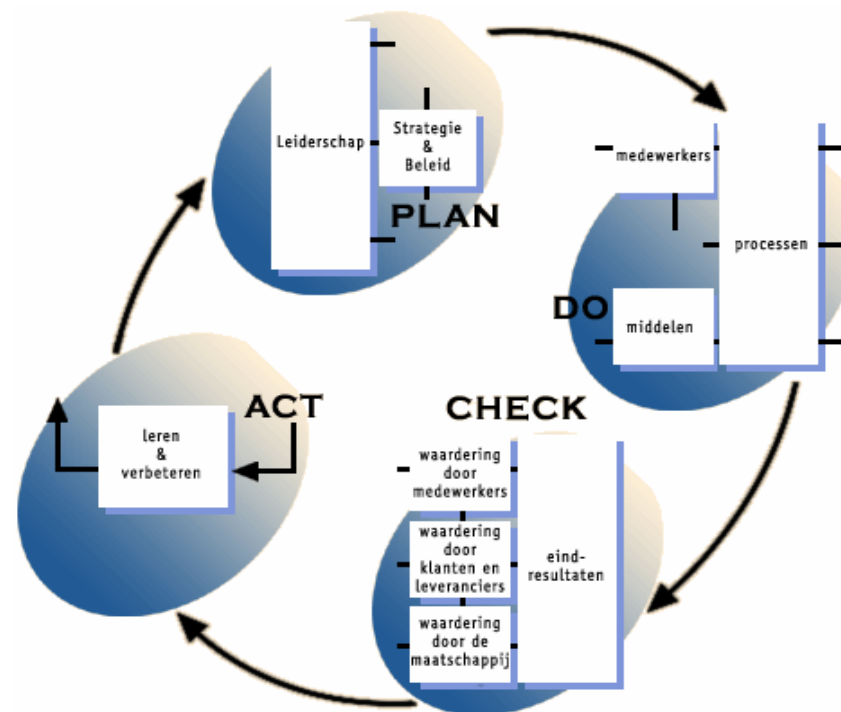 Leiderschap
Strategie
&
Beleid
PLAN
medewerkers
processen
DO
middelen
CHECK
waardering
door
medewerkers
waardering
door
klanten en
leveranciers
waardering
door de
maatschappij
eind-
resultaten
ACT
leren
&
verbeteren